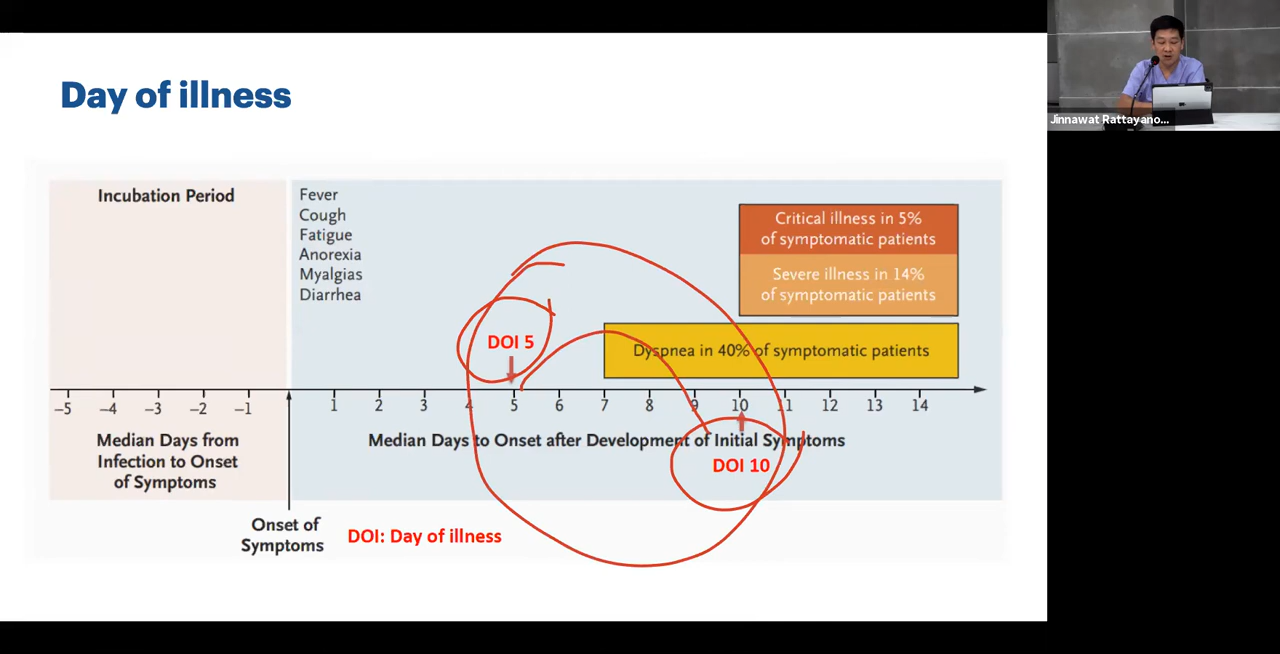 Day of illness
Jinnawat Rattayano...
Incubation Period
Fever
Cough
Fatigue
Anorexia
Myalgias
Diarrhea
Critical illness in 5%
of symptomatic patients
Severe illness in 14%
of symptomatic patients
DOI 5
Dyspnea in 40% of symptomatic patients
−5 −4 −3 −2 −1 1 2 3 4 5 6 7 8 9 10 11 12 13 14
Median Days from
Infection to Onset
of Symptoms
Median Days to Onset after Development of Initial Symptoms
DOI 10
Onset of
Symptoms
DOI: Day of illness